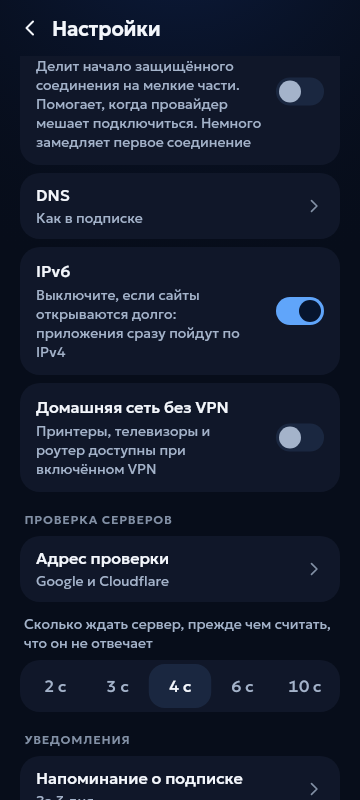 Настройки
Делит начало защищённого
соединения на мелкие части.
Помогает, когда провайдер
мешает подключиться. Немного
замедляет первое соединение
DNS
Как в подписке
IPv6
Выключите, если сайты
открываются долго:
приложения сразу пойдут по
IPv4
Домашняя сеть без VPN
Принтеры, телевизоры и
роутер доступны при
включённом VPN
ПРОВЕРКА СЕРВЕРОВ
Адрес проверки
Google и Cloudflare
Сколько ждать сервер, прежде чем считать,
что он не отвечает
2 с 3 с 4 с 6 с 10 с
УВЕДОМЛЕНИЯ
Напоминание о подписке